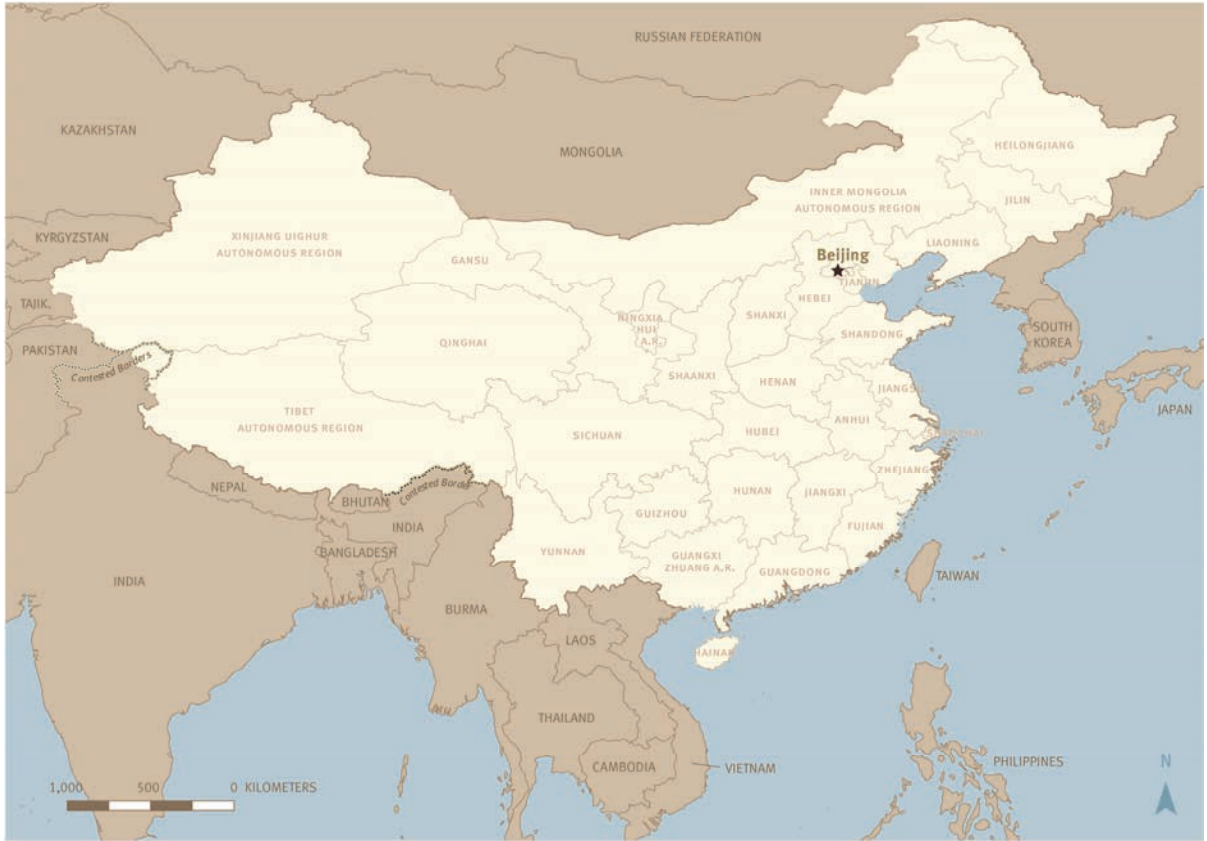 RUSSIAN FEDERATION
KAZAKHSTAN
MONGOLIA
HEILONGJIANG
INNER MONGOLIA
AUTONOMOUS REGION
JILIN
KYRGYZSTAN
XINJIANG UIGHUR
AUTONOMOUS REGION
LIAONING
GANSU
Beijing
TIANJIN
TAJIK.
HEBEI
NINGXIA
HUI
A.R.
SHANXI
SHANDONG
SOUTH
KOREA
PAKISTAN
QINGHAI
Contested Borders
SHAANXI
HENAN
JIANGSU
JAPAN
TIBET
AUTONOMOUS REGION
SICHUAN
HUBEI
ANHUI
SHANGHAI
ZHEJIANG
NEPAL
BHUTAN
Contested Border
HUNAN
JIANGXI
GUIZHOU
INDIA
FUJIAN
BANGLADESH
YUNNAN
GUANGXI
ZHUANG A.R.
GUANGDONG
INDIA
TAIWAN
BURMA
LAOS
HAINAN
THAILAND
CAMBODIA
VIETNAM
PHILIPPINES
N
1,000 500 0 KILOMETERS